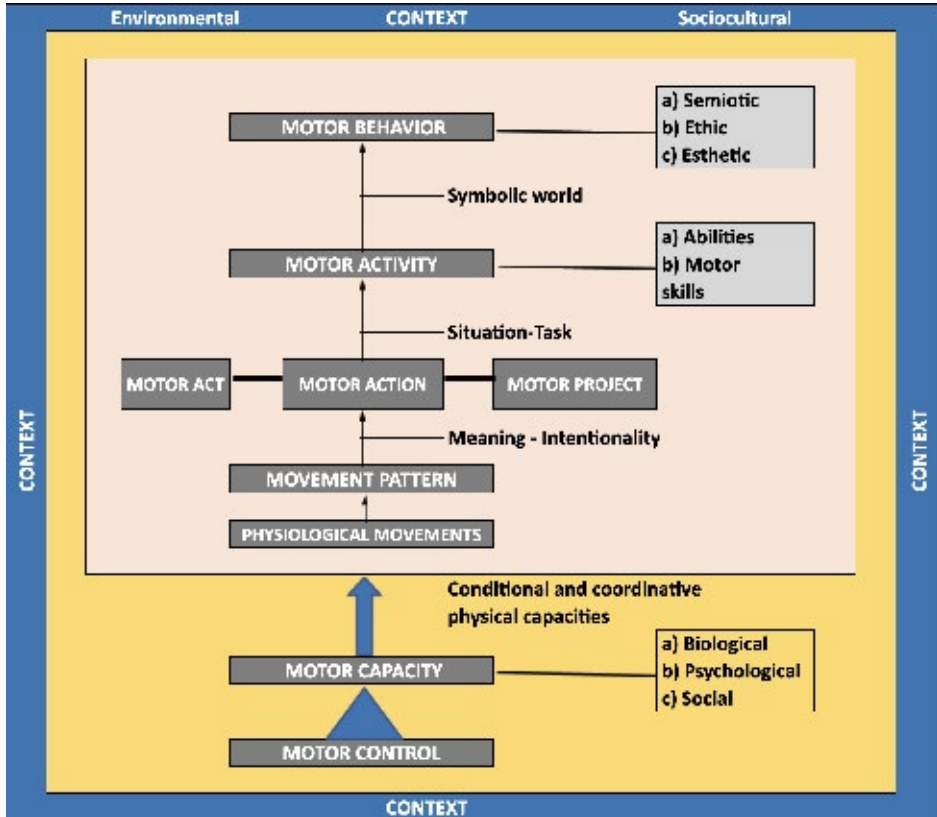 Environmental CONTEXT Sociocultural
MOTOR BEHAVIOR
a) Semiotic
b) Ethic
c) Esthetic
Symbolic world
MOTOR ACTIVITY
a) Abilities
b) Motor
skills
Situation-Task
MOTOR ACT
MOTOR ACTION
MOTOR PROJECT
Meaning - Intentionality
MOVEMENT PATTERN
PHYSIOLOGICAL MOVEMENTS
CONTEXT
CONTEXT
Conditional and coordinative
physical capacities
MOTOR CAPACITY
a) Biological
b) Psychological
c) Social
MOTOR CONTROL
CONTEXT